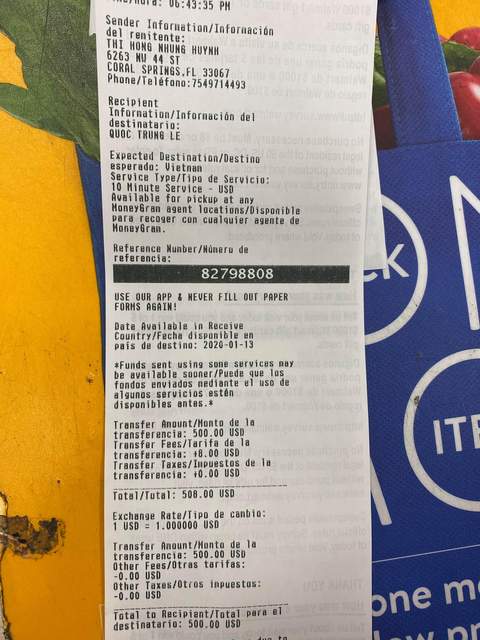 06:43:35 PM
Sender Information/Información
del remitente:
THI HONG NHUNG HUYNH
6263 NW 44 ST
CORAL SPRINGS,FL 33067
Phone/Teléfono:7549714493
Recipient
Information/Información del
destinatario:
QUOC TRUNG LE
Expected Destination/Destino
esperado: Vietnam
Service Type/Tipo de Servicio:
10 Minute Service - USD
Available for pickup at any
MoneyGram agent locations/Disponible
para recoger con cualquier agente de
MoneyGram.
Reference Number/Número de
referencia:
82798808
USE OUR APP & NEVER FILL OUT PAPER
FORMS AGAIN!
Date Available in Receive
Country/Fecha disponible en
país de destino: 2020-01-13
*Funds sent using some services may
be available sooner/Puede que los
fondos enviados mediante el uso de
algunos servicios están
disponibles antes.*
Transfer Amount/Monto de la
transferencia: 500.00 USD
Transfer Fees/Tarifa de la
transferencia: +8.00 USD
Transfer Taxes/Impuestos de la
transferencia: +0.00 USD
Total/Total: 508.00 USD
Exchange Rate/Tipo de cambio:
1 USD = 1.000000 USD
Transfer Amount/Monto de la
transferencia: 500.00 USD
Other Fees/Otras tarifas:
-0.00 USD
Other Taxes/Otros impuestos:
-0.00 USD
Total to Recipient/Total para el
destinatario: 500.00 USD
ck
ITE
one mo
low pr